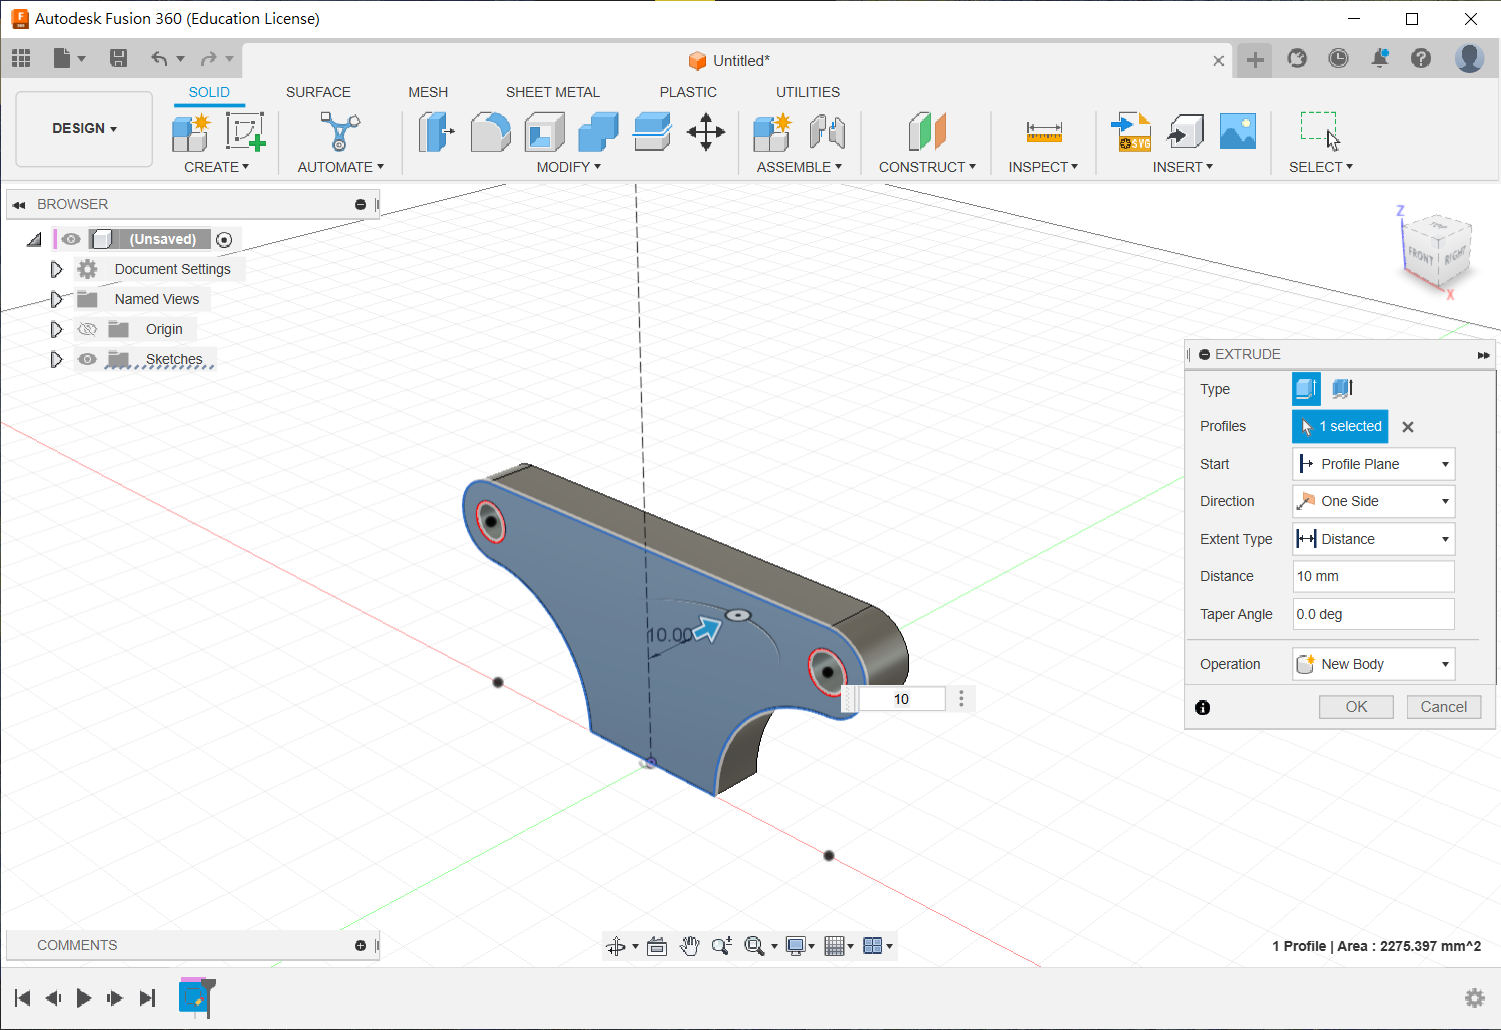 Autodesk Fusion 360 (Education License)
Untitled*
SOLID SURFACE MESH SHEET METAL PLASTIC UTILITIES
DESIGN
SVG
CREATE AUTOMATE MODIFY ASSEMBLE CONSTRUCT INSPECT INSERT SELECT
BROWSER
(Unsaved)
Document Settings
Named Views
Origin
Sketches
Z
TOP
FRONT RIGHT
X
EXTRUDE
Type
Profiles 1 selected
Start Profile Plane
Direction One Side
Extent Type Distance
Distance 10 mm
Taper Angle 0.0 deg
Operation New Body
OK Cancel
10.00
10
COMMENTS
1 Profile | Area : 2275.397 mm^2